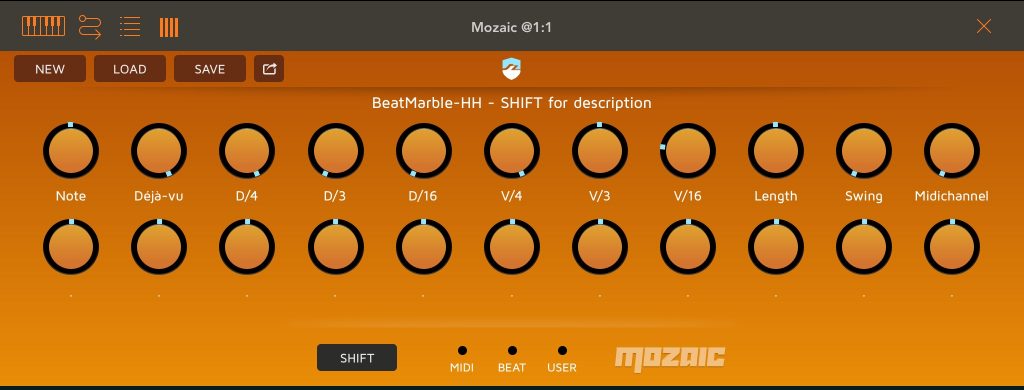 Mozaic @1:1
NEW LOAD SAVE
BeatMarble-HH - SHIFT for description
Note Déjà-vu D/4 D/3 D/16 V/4 V/3 V/16 Length Swing Midichannel
. . . . . . . . . . .
SHIFT MIDI BEAT USER MOZAIC